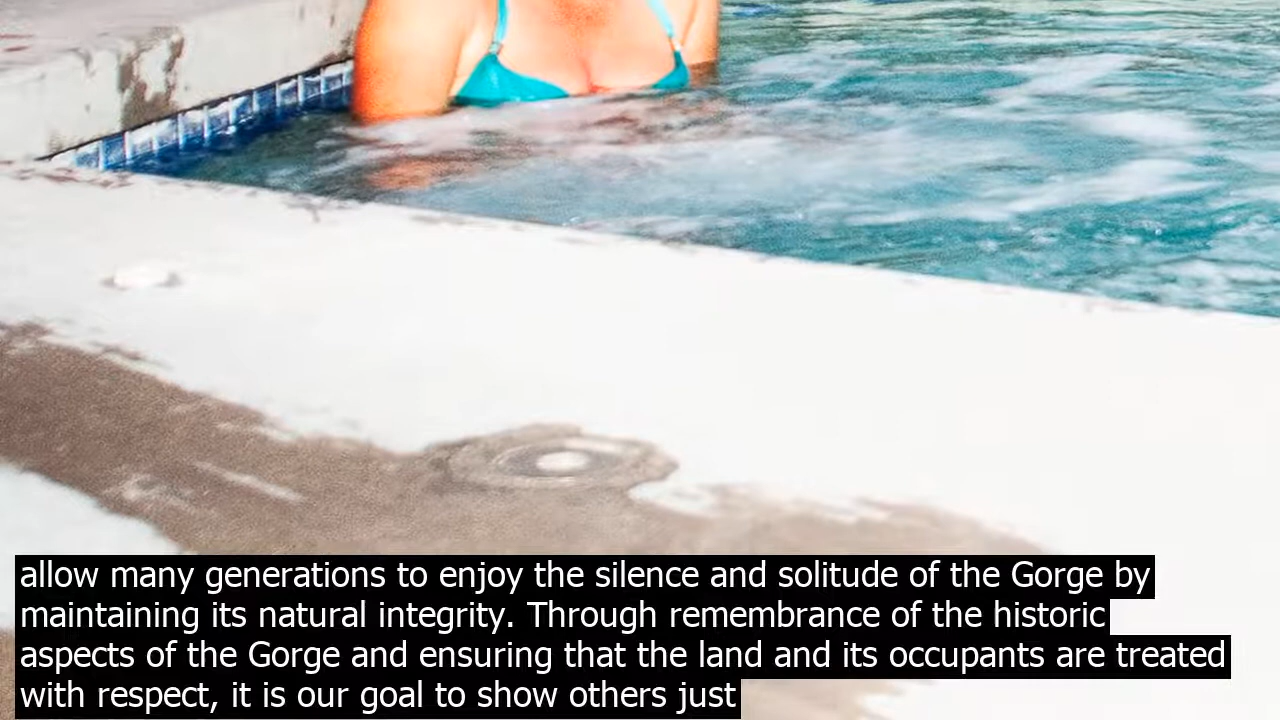 allow many generations to enjoy the silence and solitude of the Gorge by
maintaining its natural integrity. Through remembrance of the historic
aspects of the Gorge and ensuring that the land and its occupants are treated
with respect, it is our goal to show others just